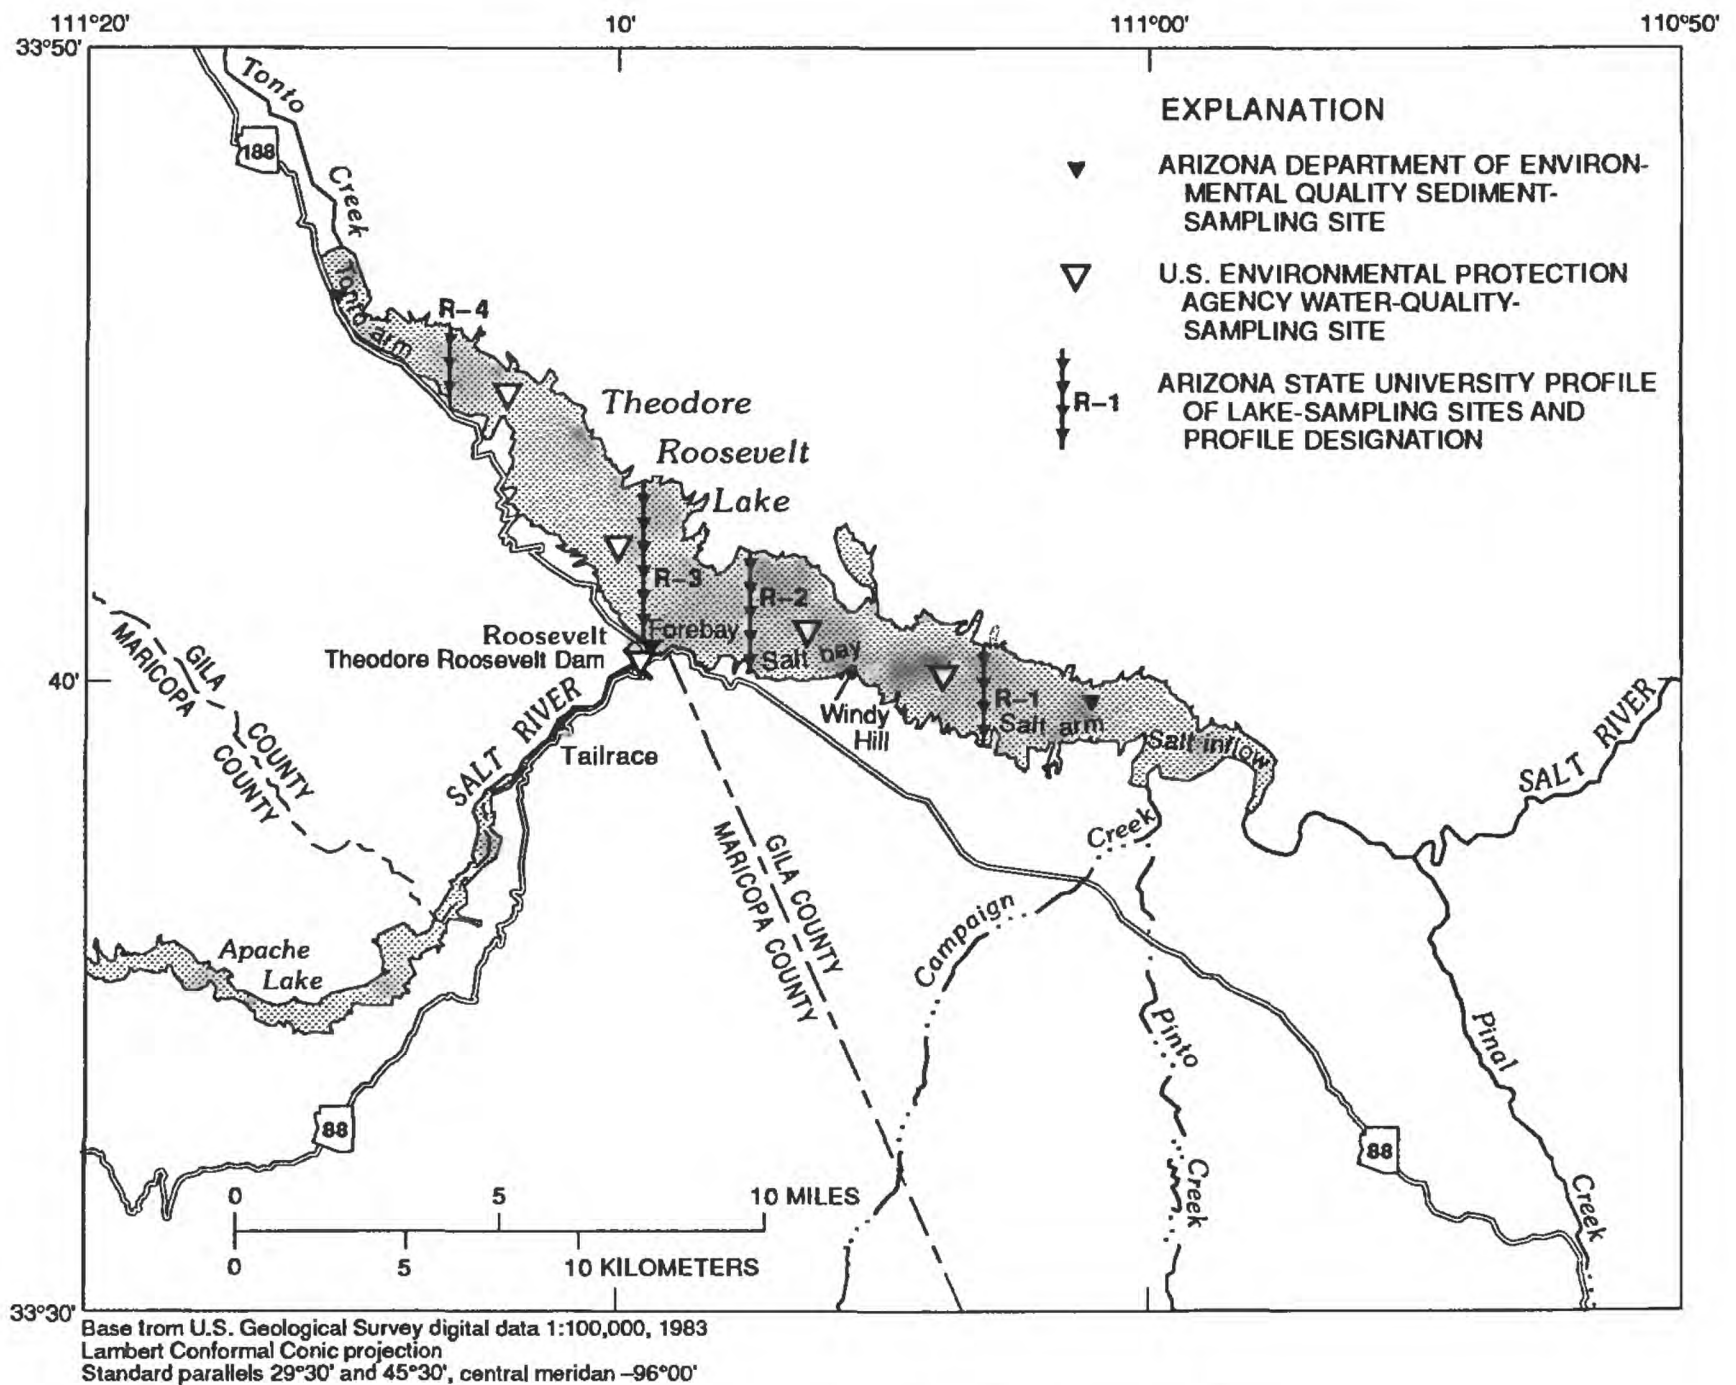 111°20' 10' 111°00' 110°50'
33°50'
Tonto
Creek
188
EXPLANATION
ARIZONA DEPARTMENT OF ENVIRON-
MENTAL QUALITY SEDIMENT-
SAMPLING SITE
U.S. ENVIRONMENTAL PROTECTION
AGENCY WATER-QUALITY-
SAMPLING SITE
R–1
ARIZONA STATE UNIVERSITY PROFILE
OF LAKE-SAMPLING SITES AND
PROFILE DESIGNATION
Tonto arm
R–4
Theodore
Roosevelt
Lake
R–3
R–2
Forebay
Salt bay
Roosevelt
Theodore Roosevelt Dam
40'
R–1
Salt arm
Salt inflow
Windy
Hill
GILA COUNTY
MARICOPA COUNTY
SALT RIVER
Tailrace
SALT RIVER
GILA COUNTY
MARICOPA COUNTY
Campaign Creek
Apache
Lake
Pinto
Creek
Pinal
Creek
88
88
0 5 10 MILES
0 5 10 KILOMETERS
33°30'
Base from U.S. Geological Survey digital data 1:100,000, 1983
Lambert Conformal Conic projection
Standard parallels 29°30' and 45°30', central meridian –96°00'